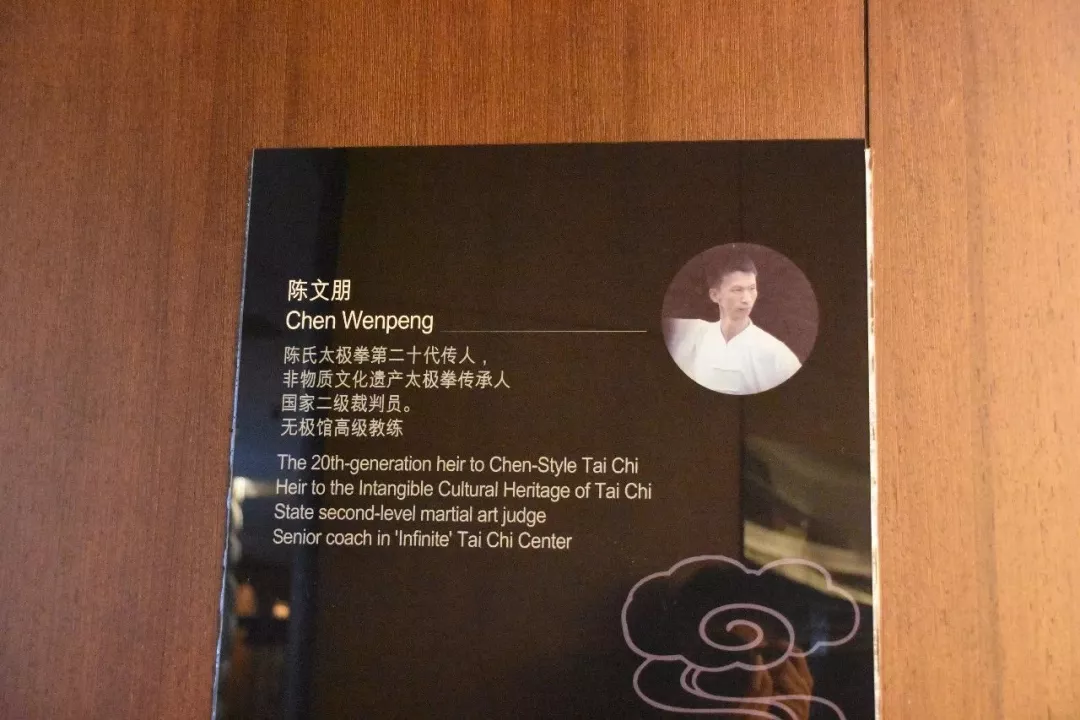 陈文朋
Chen Wenpeng
陈氏太极拳第二十代传人，
非物质文化遗产太极拳传承人
国家二级裁判员。
无极馆高级教练
The 20th-generation heir to Chen-Style Tai Chi
Heir to the Intangible Cultural Heritage of Tai Chi
State second-level martial art judge
Senior coach in 'Infinite' Tai Chi Center